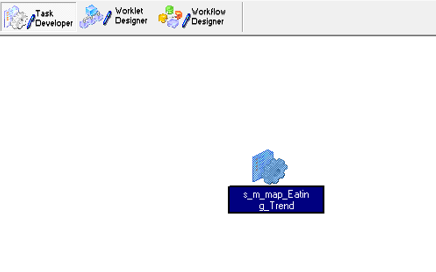 Task
Developer
Worklet
Designer
Workflow
Designer
s_m_map_Eatin
g_Trend